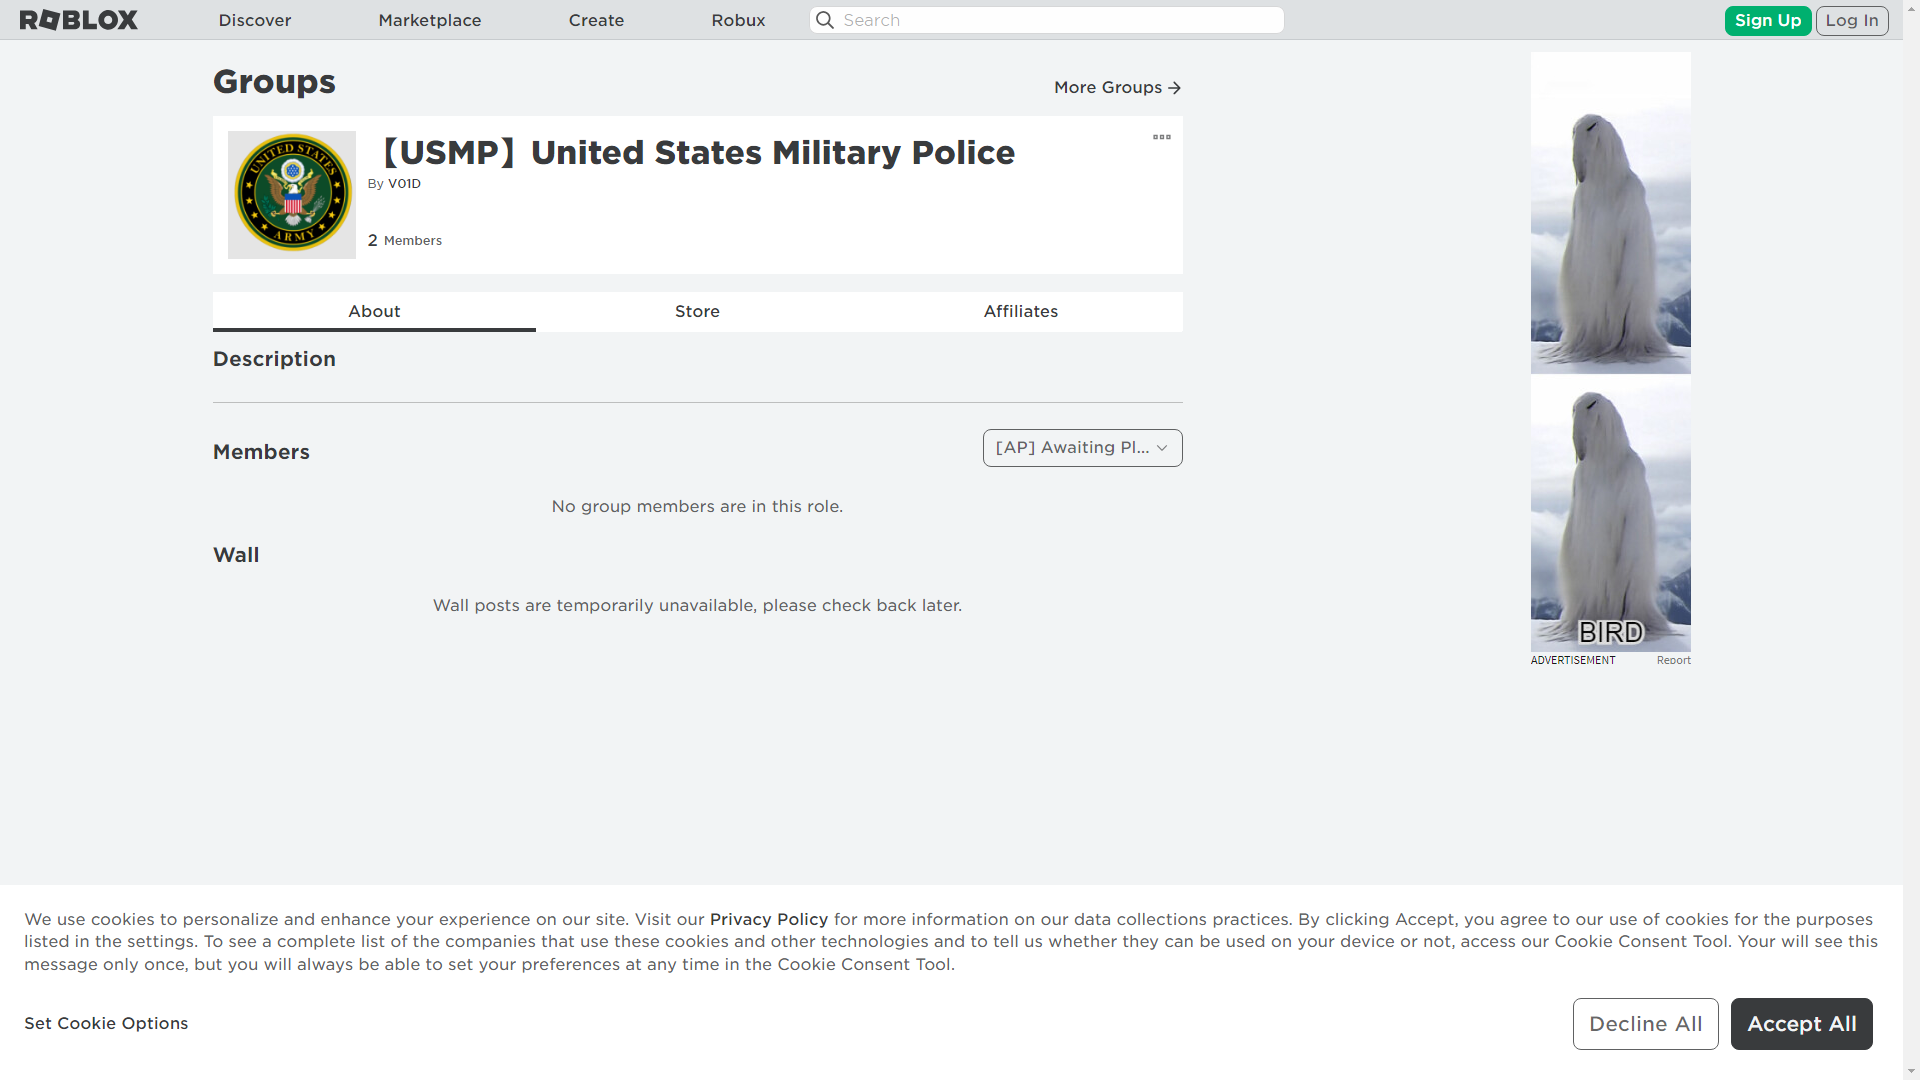 ROBLOX
Discover
Marketplace
Create
Robux
Search
Sign Up
Log In
Groups
More Groups
UNITED STATES
ARMY
【USMP】United States Military Police
By V01D
2 Members
About
Store
Affiliates
Description
Members
[AP] Awaiting Pl...
No group members are in this role.
Wall
Wall posts are temporarily unavailable, please check back later.
BIRD
ADVERTISEMENT
Report
We use cookies to personalize and enhance your experience on our site. Visit our Privacy Policy for more information on our data collections practices. By clicking Accept, you agree to our use of cookies for the purposes
listed in the settings. To see a complete list of the companies that use these cookies and other technologies and to tell us whether they can be used on your device or not, access our Cookie Consent Tool. Your will see this
message only once, but you will always be able to set your preferences at any time in the Cookie Consent Tool.
Set Cookie Options
Decline All
Accept All